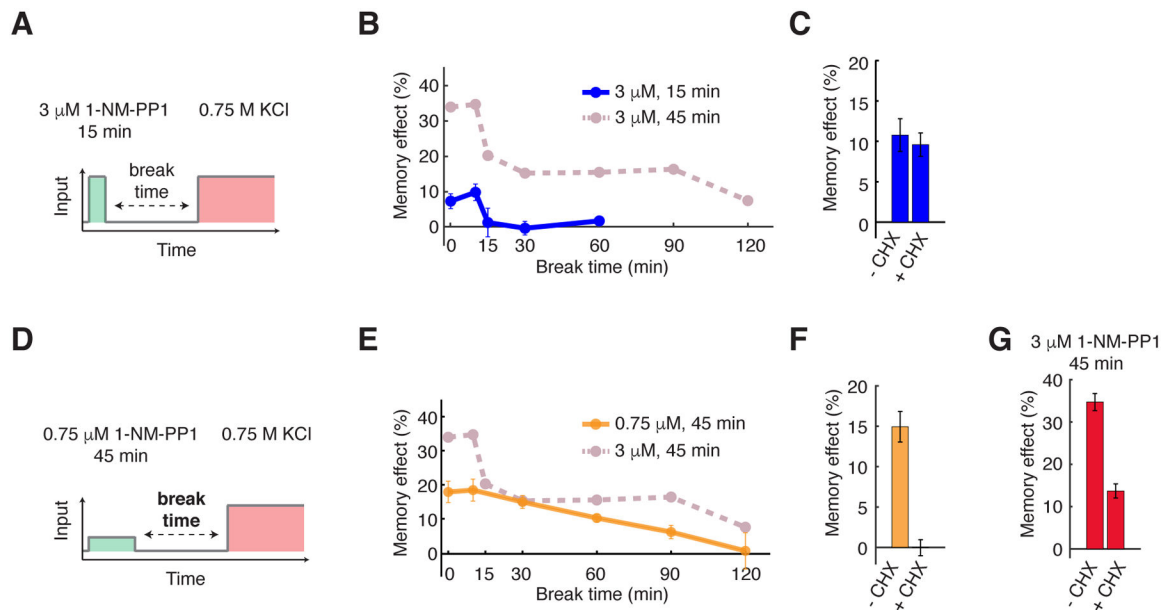 A
3 μM 1-NM-PP1
15 min
0.75 M KCl
break
time
Input
Time
B
Memory effect (%)
40
30
20
10
0
3 μM, 15 min
3 μM, 45 min
0 15 30 60 90 120
Break time (min)
C
Memory effect (%)
20
15
10
5
0
- CHX
+ CHX
D
0.75 μM 1-NM-PP1
45 min
0.75 M KCl
break
time
Input
Time
E
Memory effect (%)
40
30
20
10
0
0.75 μM, 45 min
3 μM, 45 min
0 15 30 60 90 120
Break time (min)
F
Memory effect (%)
20
15
10
5
0
- CHX
+ CHX
G
3 μM 1-NM-PP1
45 min
Memory effect (%)
40
30
20
10
0
- CHX
+ CHX